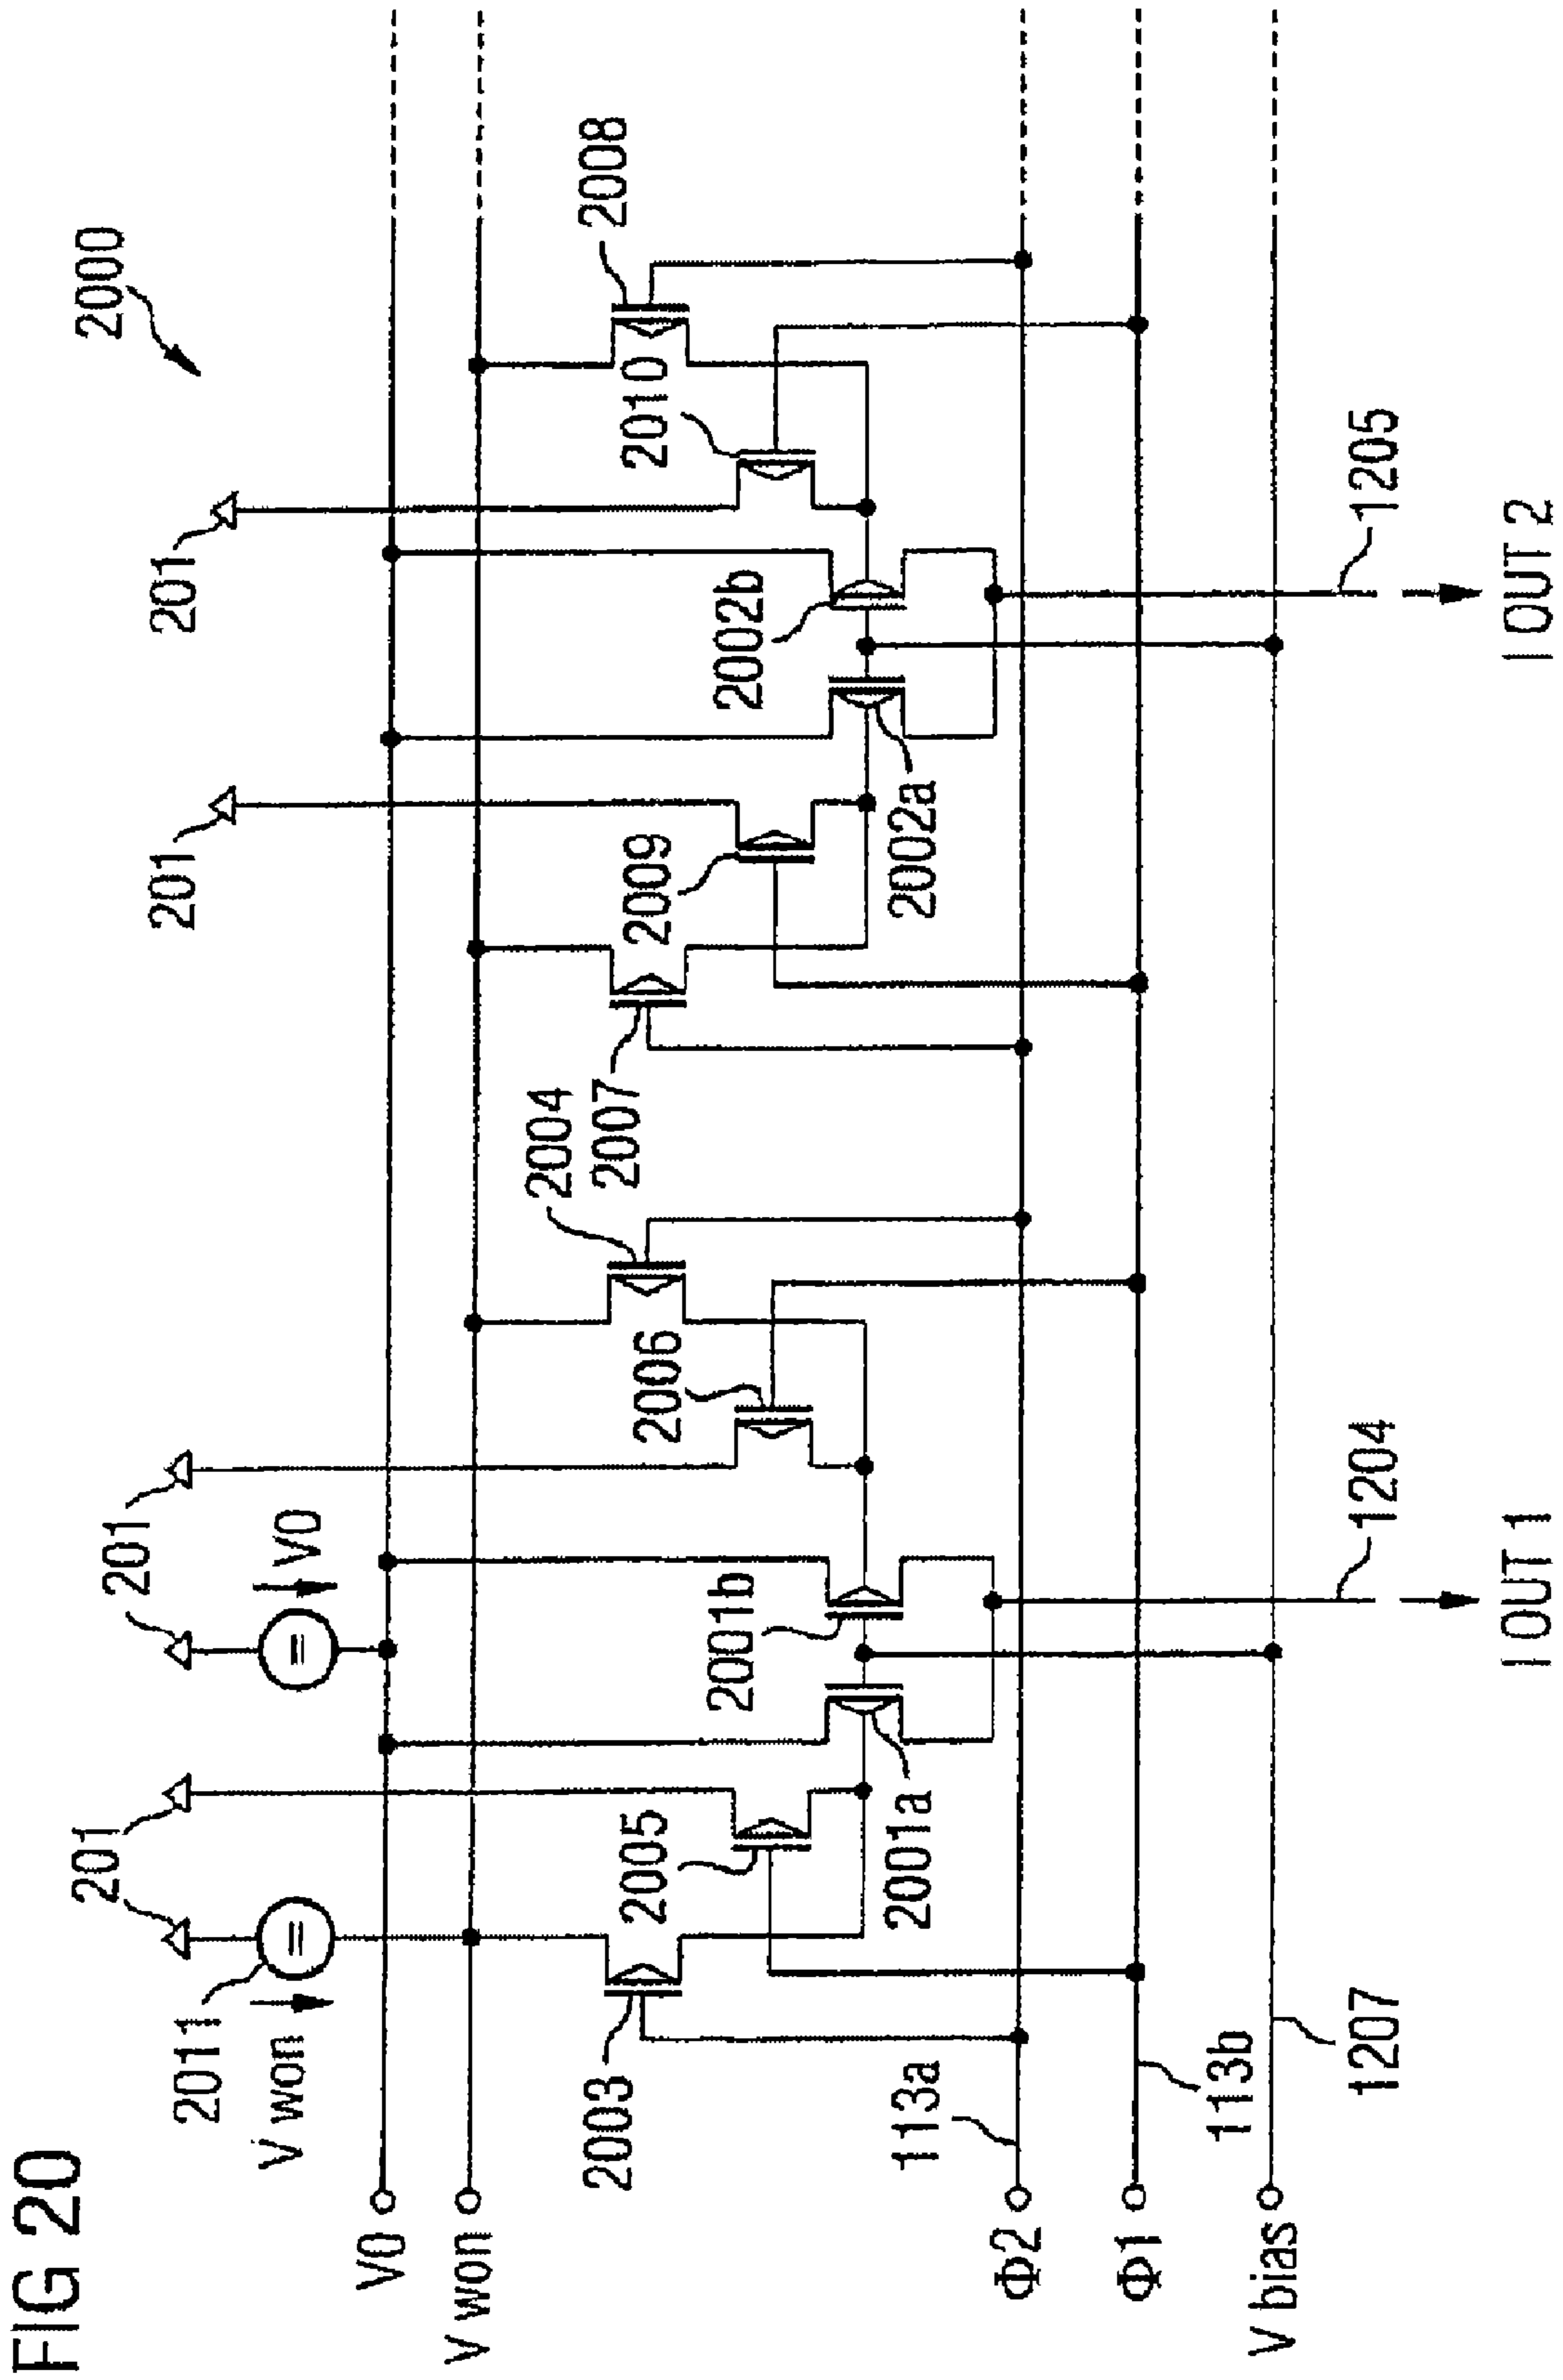 FIG 20
2000
201
201
201
201
2011
V won
V0
V0
V won
2008
2010
2004
2007
2009
2006
2003
2005
2002b
2002a
2001b
2001a
113a
Φ2
Φ1
113b
V bias
1207
1204
1205
I OUT 1
I OUT 2